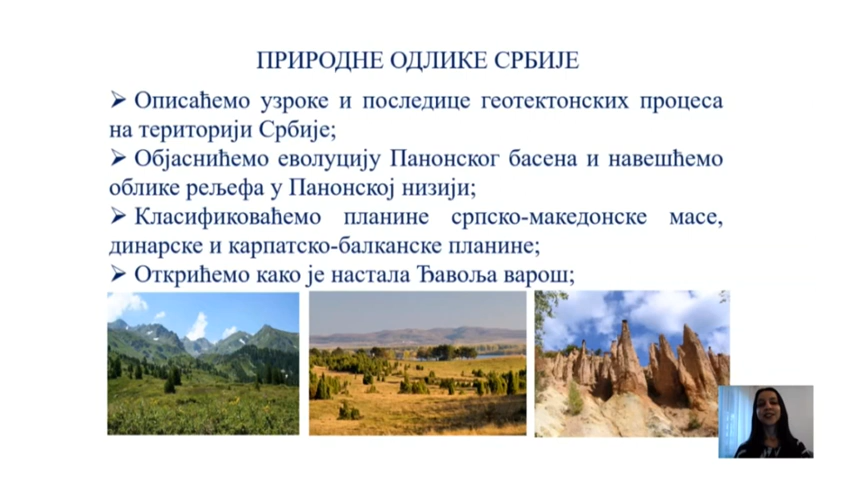 ПРИРОДНЕ ОДЛИКЕ СРБИЈЕ
➢ Описаћемо узроке и последице геотектонских процеса
на територији Србије;
➢ Објаснићемо еволуцију Панонског басена и навешћемо
облике рељефа у Панонској низији;
➢ Класификоваћемо планине српско-македонске масе,
динарске и карпатско-балканске планине;
➢ Открићемо како је настала Ђавоља варош;